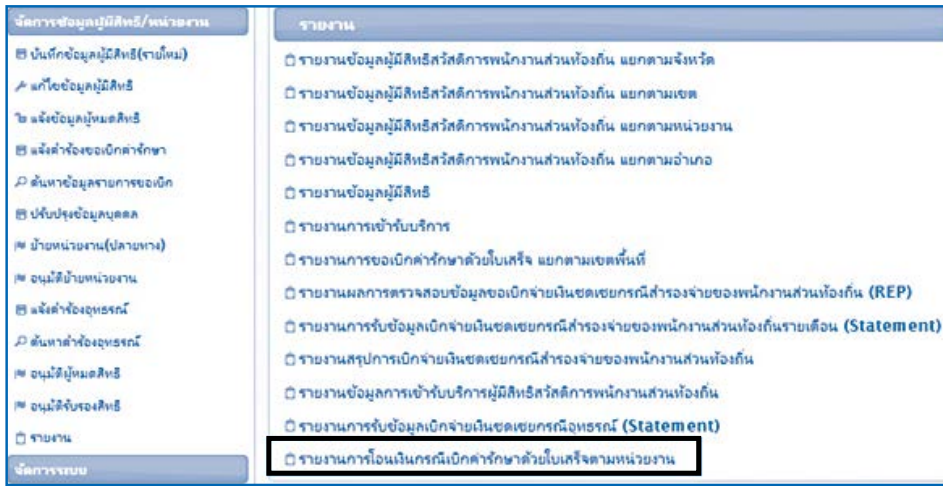 จัดการข้อมูลผู้มีสิทธิ/หน่วยงาน
บันทึกข้อมูลผู้มีสิทธิ(รายใหม่)
แก้ไขข้อมูลผู้มีสิทธิ
แจ้งข้อมูลผู้หมดสิทธิ
แจ้งคำร้องขอเบิกค่ารักษา
ค้นหาข้อมูลรายการขอเบิก
ปรับปรุงข้อมูลบุคคล
ย้ายหน่วยงาน(ปลายทาง)
อนุมัติย้ายหน่วยงาน
แจ้งคำร้องอุทธรณ์
ค้นหาคำร้องอุทธรณ์
อนุมัติผู้หมดสิทธิ
อนุมัติรับรองสิทธิ
รายงาน
จัดการระบบ
รายงาน
รายงานข้อมูลผู้มีสิทธิสวัสดิการพนักงานส่วนท้องถิ่น แยกตามจังหวัด
รายงานข้อมูลผู้มีสิทธิสวัสดิการพนักงานส่วนท้องถิ่น แยกตามเขต
รายงานข้อมูลผู้มีสิทธิสวัสดิการพนักงานส่วนท้องถิ่น แยกตามหน่วยงาน
รายงานข้อมูลผู้มีสิทธิสวัสดิการพนักงานส่วนท้องถิ่น แยกตามอำเภอ
รายงานข้อมูลผู้มีสิทธิ
รายงานการเข้ารับบริการ
รายงานการขอเบิกค่ารักษาด้วยใบเสร็จ แยกตามเขตพื้นที่
รายงานผลการตรวจสอบข้อมูลขอเบิกจ่ายเงินชดเชยกรณีสำรองจ่ายของพนักงานส่วนท้องถิ่น (REP)
รายงานการรับข้อมูลเบิกจ่ายเงินชดเชยกรณีสำรองจ่ายของพนักงานส่วนท้องถิ่นรายเดือน (Statement)
รายงานสรุปการเบิกจ่ายเงินชดเชยกรณีสำรองจ่ายของพนักงานส่วนท้องถิ่น
รายงานข้อมูลการเข้ารับบริการผู้มีสิทธิสวัสดิการพนักงานส่วนท้องถิ่น
รายงานการรับข้อมูลเบิกจ่ายเงินชดเชยกรณีอุทธรณ์ (Statement)
รายงานการโอนเงินกรณีเบิกค่ารักษาด้วยใบเสร็จตามหน่วยงาน